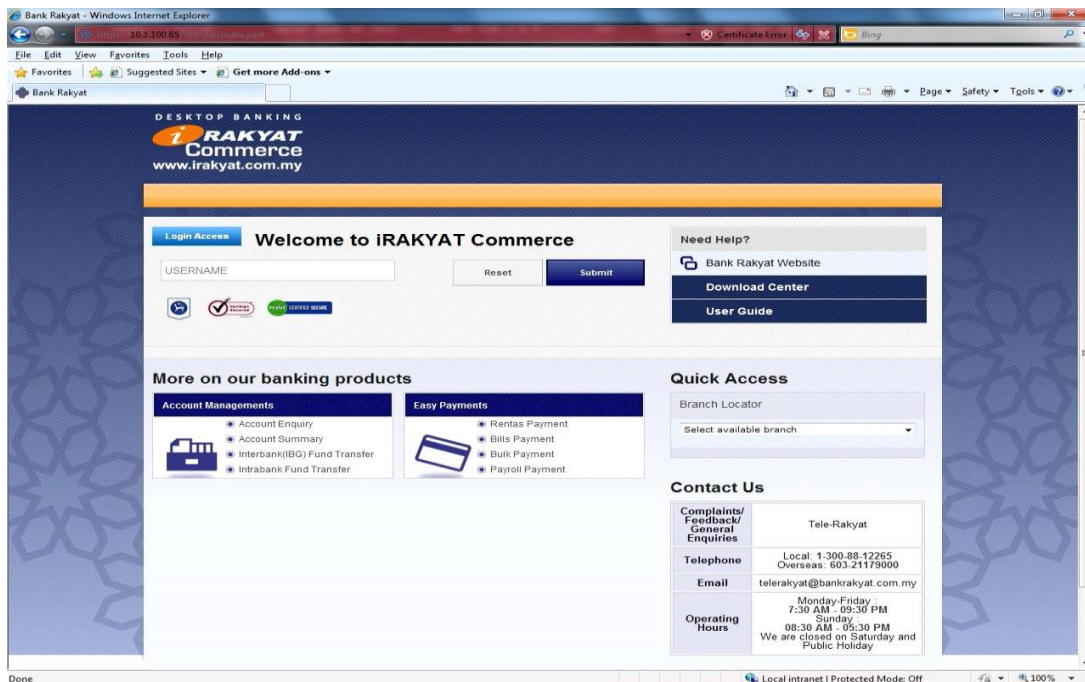 Bank Rakyat - Windows Internet Explorer
10.1.100.65
Certificate Error
Bing
File Edit View Favorites Tools Help
Favorites Suggested Sites Get more Add-ons
Bank Rakyat
Page Safety Tools
DESKTOP BANKING
iRAKYAT
Commerce
www.irakyat.com.my
Login Access
Welcome to iRAKYAT Commerce
USERNAME
Reset
Submit
Need Help?
Bank Rakyat Website
Download Center
User Guide
More on our banking products
Account Managements
Account Enquiry
Account Summary
Interbank(IBG) Fund Transfer
Intrabank Fund Transfer
Easy Payments
Rentas Payment
Bills Payment
Bulk Payment
Payroll Payment
Quick Access
Branch Locator
Select available branch
Contact Us
Complaints/
Feedback/
General
Enquiries
Tele-Rakyat
Telephone
Local: 1-300-88-12265
Overseas: 603-21179000
Email
telerakyat@bankrakyat.com.my
Operating
Hours
Monday-Friday :
7:30 AM - 09:30 PM
Sunday :
08:30 AM - 05:30 PM
We are closed on Saturday and
Public Holiday
Done
Local intranet | Protected Mode: Off
100%